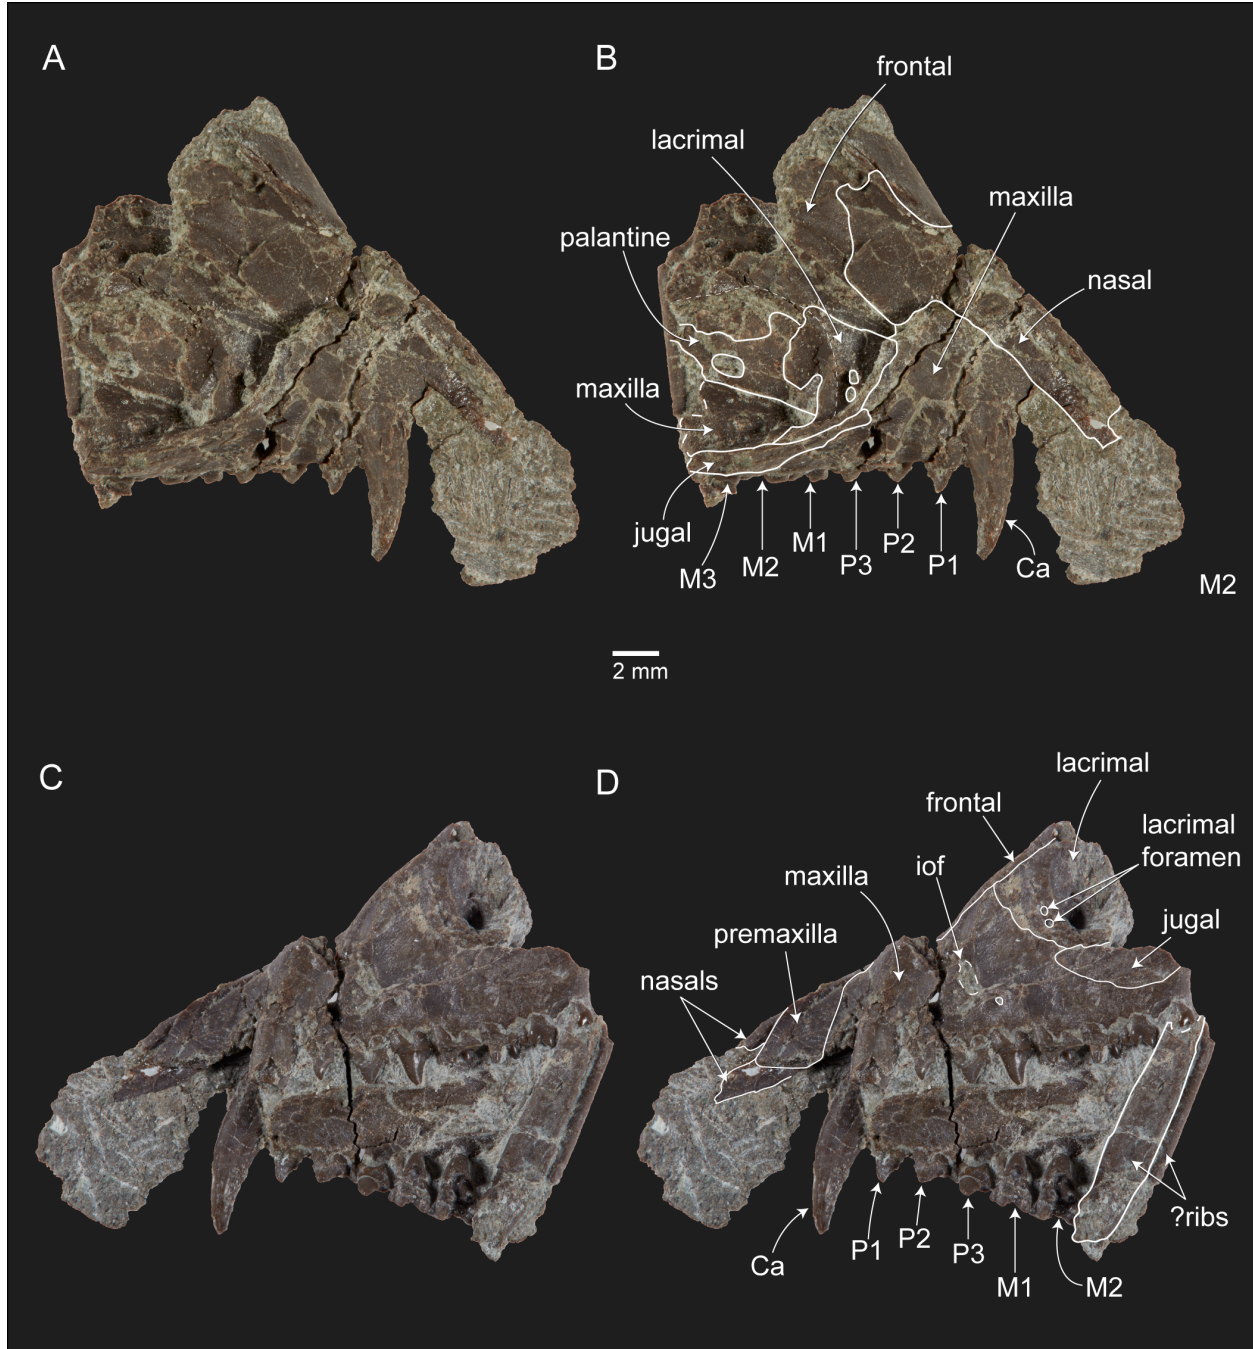 A
B
frontal
lacrimal
maxilla
palantine
nasal
maxilla
jugal
M3
M2
M1
P3
P2
P1
Ca
M2
2 mm
C
D
lacrimal
frontal
lacrimal
foramen
iof
maxilla
premaxilla
jugal
nasals
?ribs
Ca
P1
P2
P3
M1
M2